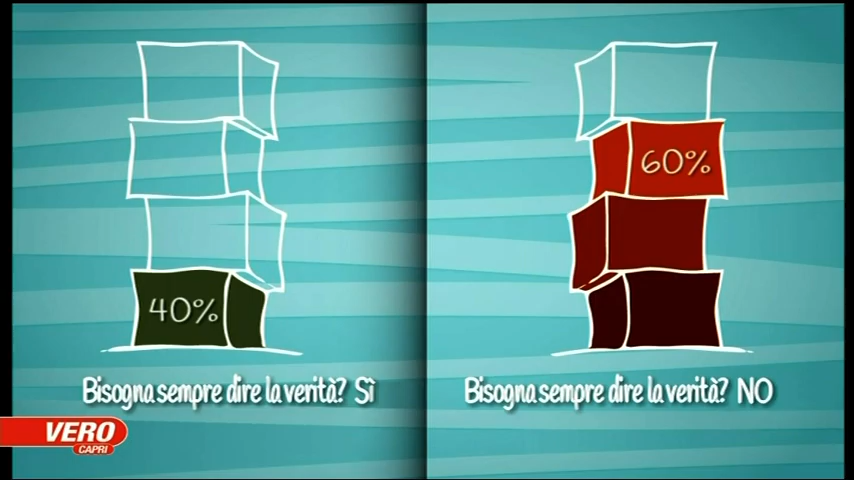 40%
60%
Bisogna sempre dire la verità? Sì
Bisogna sempre dire la verità? NO
VERO
CAPRI